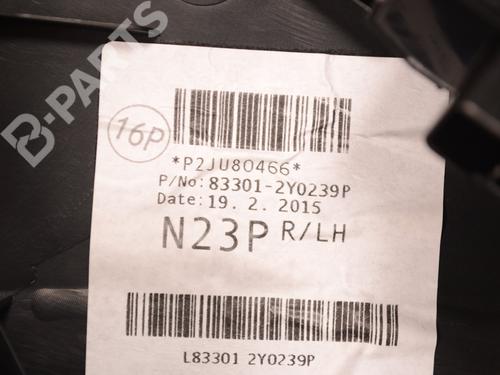 B-PARTS
16P
*P2JU80466*
P/No: 83301-2Y0239P
Date: 19. 2. 2015
N23P R/LH
L83301 2Y0239P